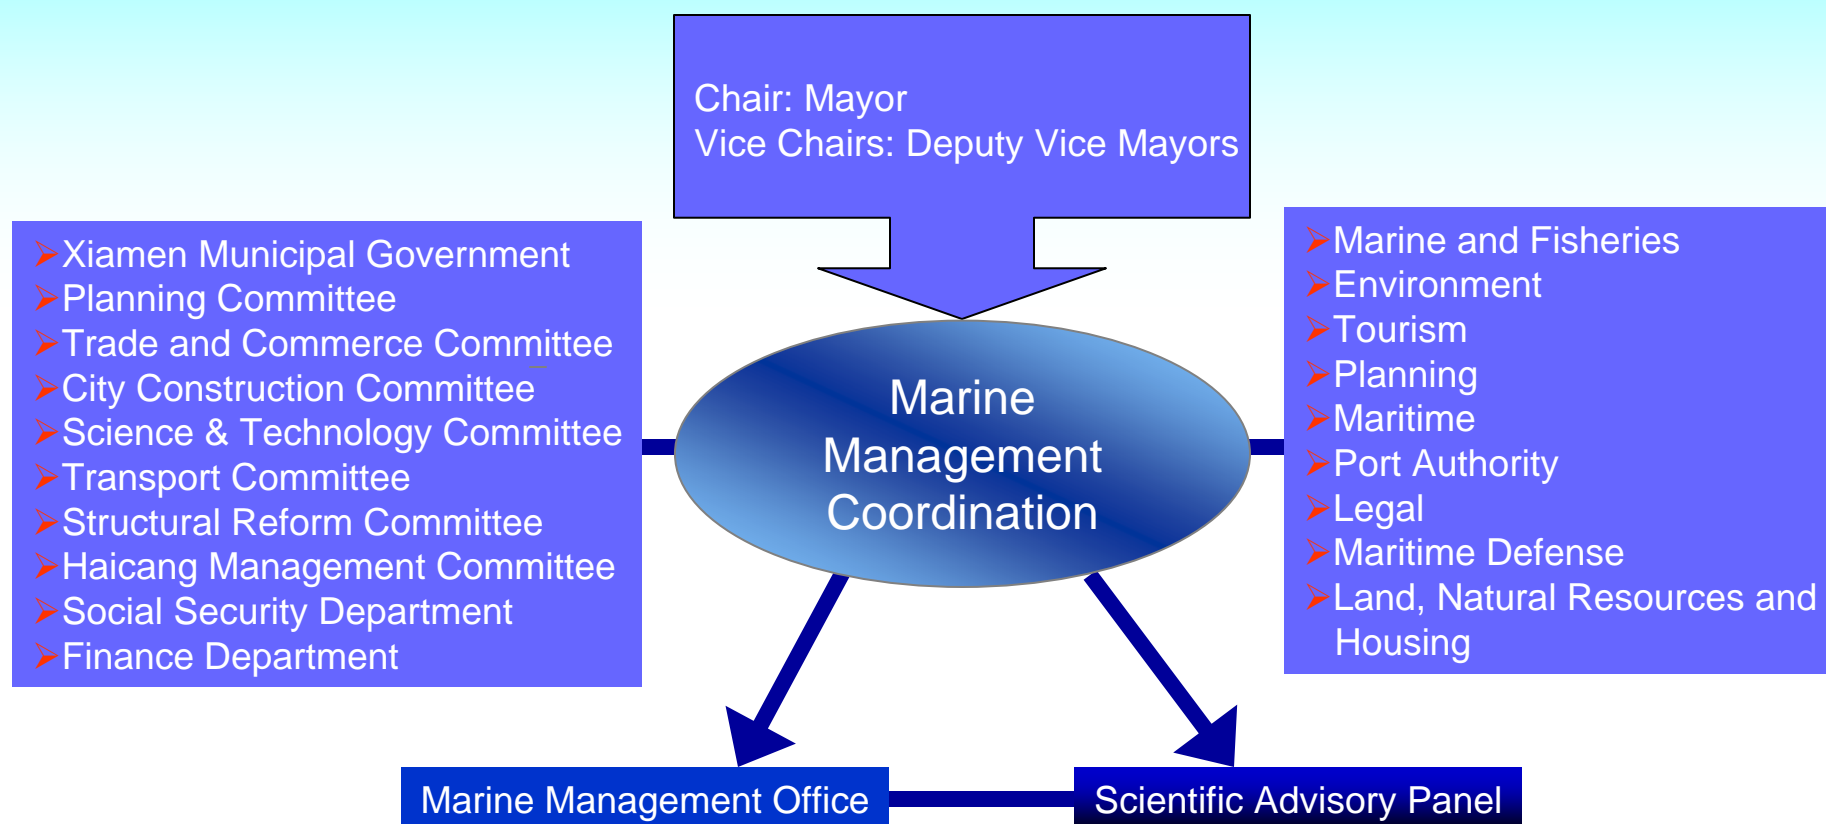 Chair: Mayor
Vice Chairs: Deputy Vice Mayors
Xiamen Municipal Government
Planning Committee
Trade and Commerce Committee
City Construction Committee
Science & Technology Committee
Transport Committee
Structural Reform Committee
Haicang Management Committee
Social Security Department
Finance Department
Marine
Management
Coordination
Marine and Fisheries
Environment
Tourism
Planning
Maritime
Port Authority
Legal
Maritime Defense
Land, Natural Resources and
Housing
Marine Management Office
Scientific Advisory Panel